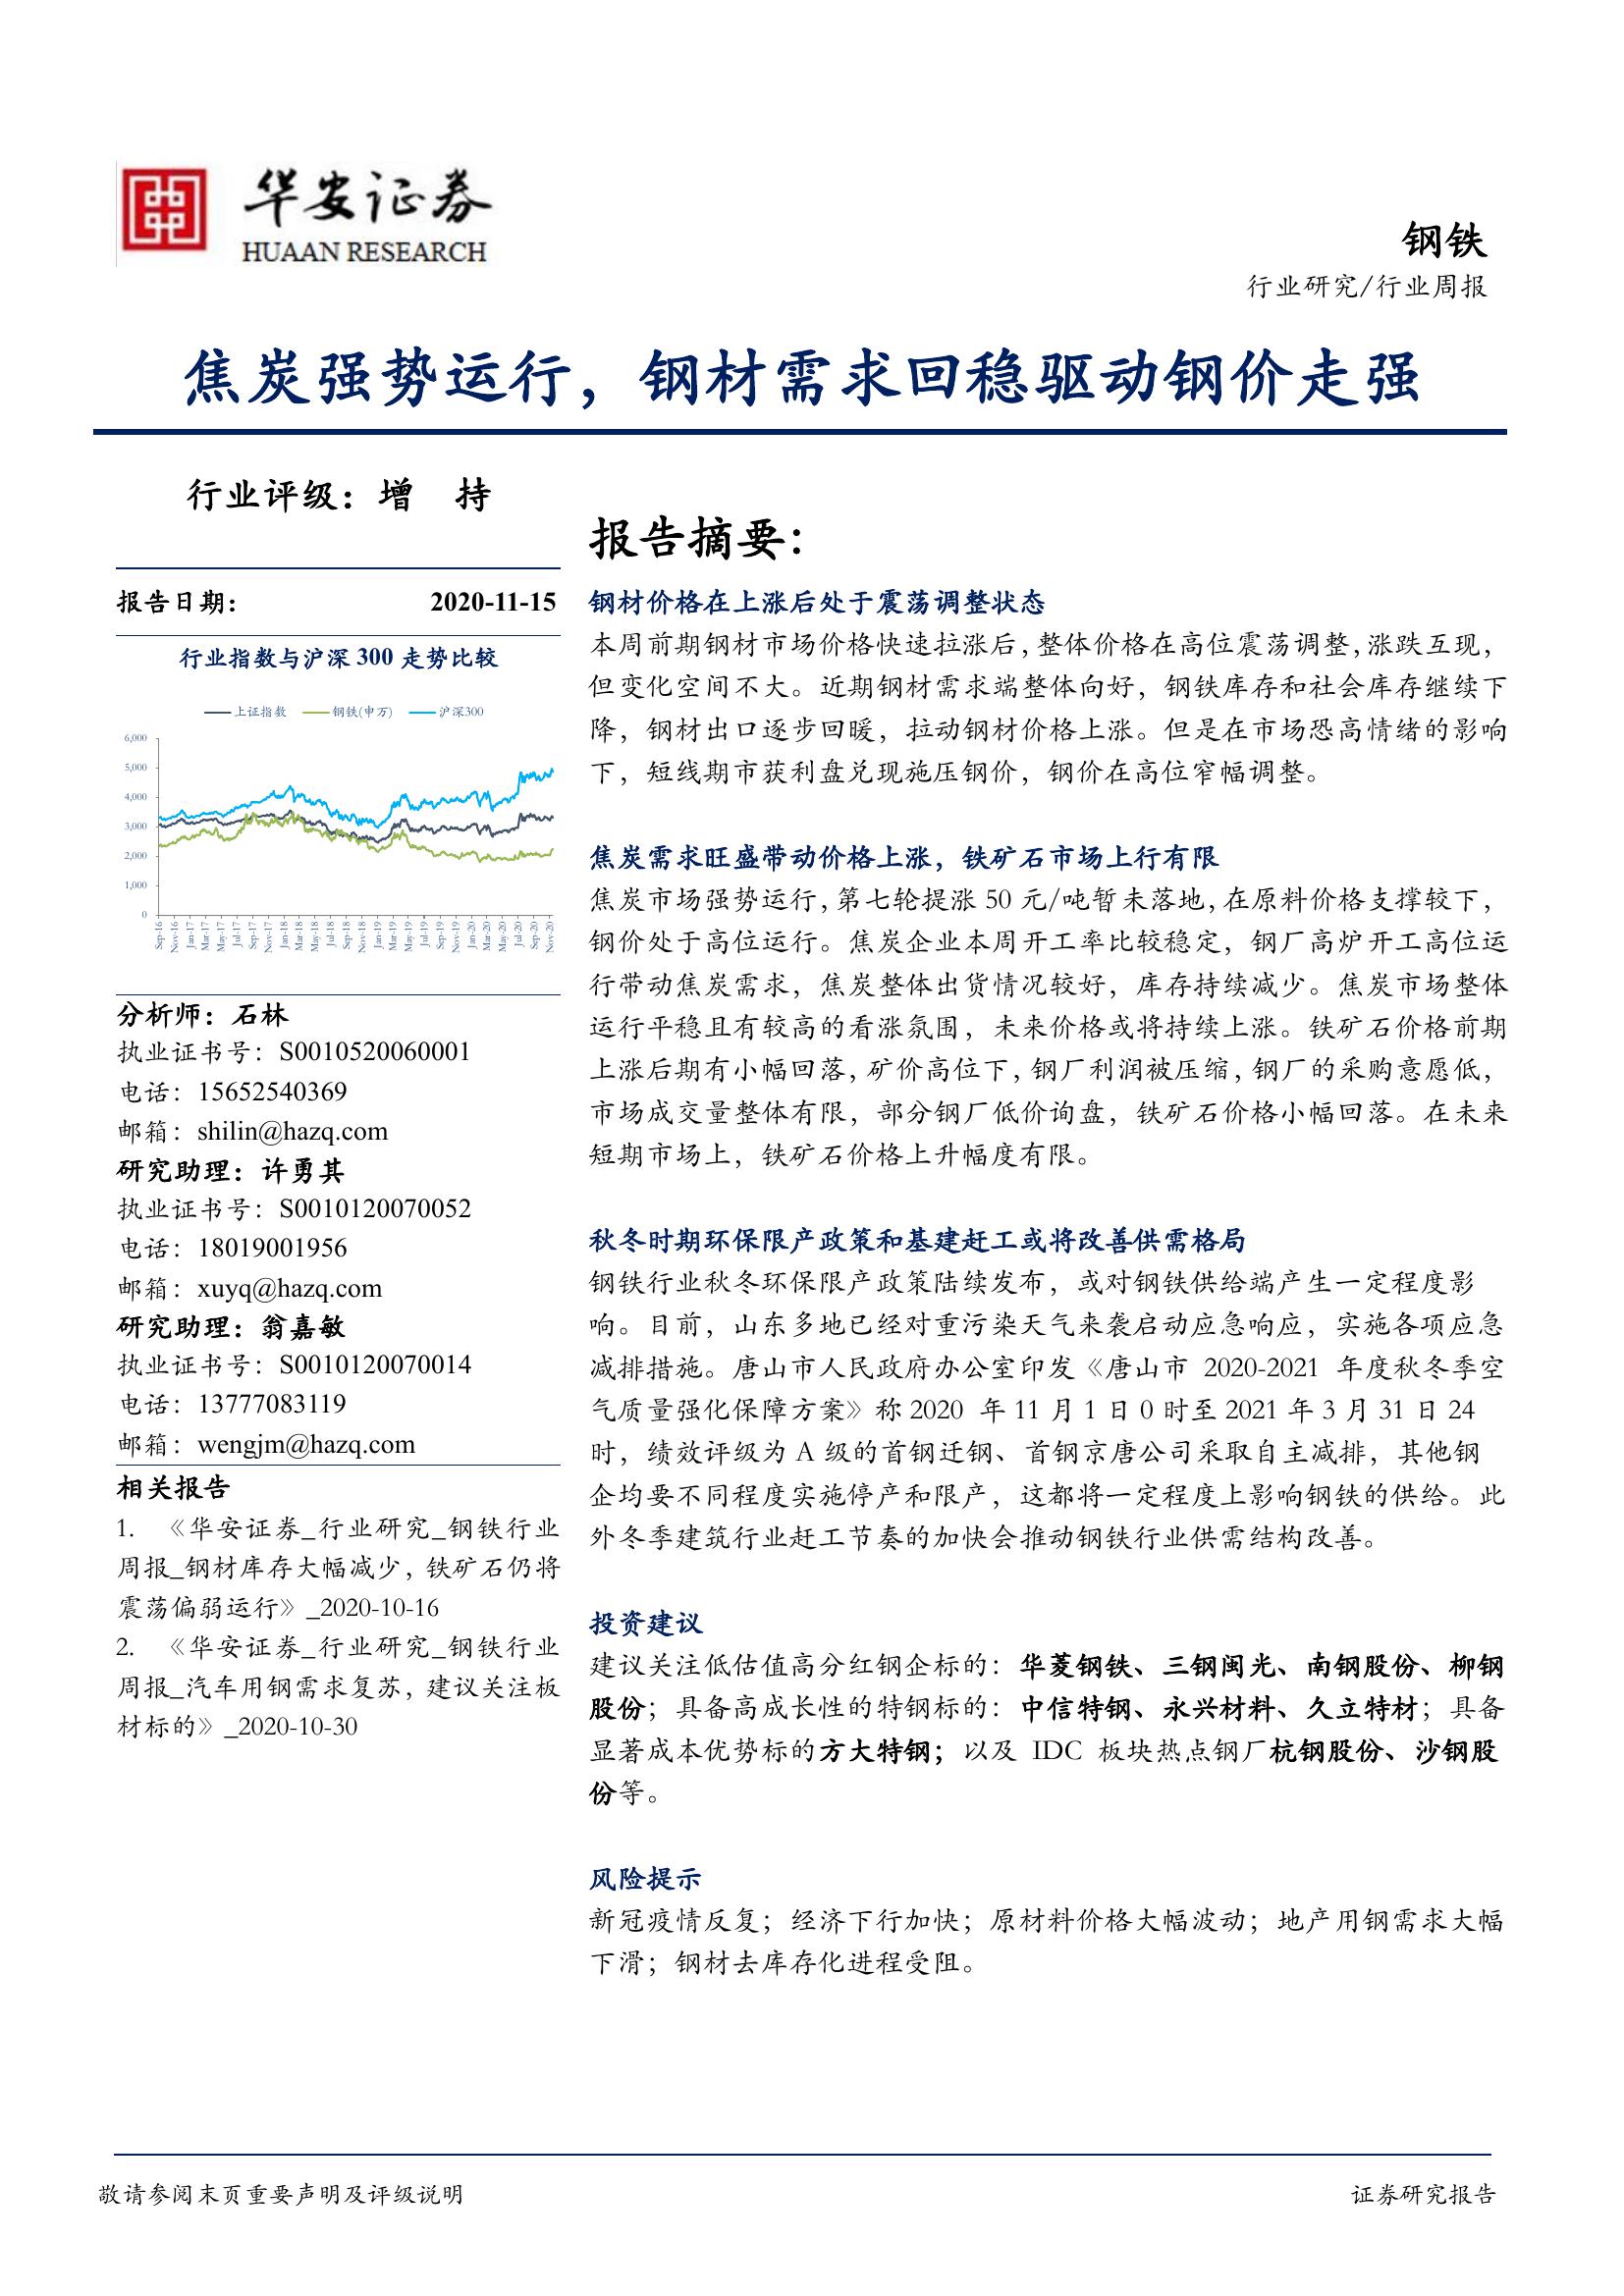 华安证券
HUAAN RESEARCH
钢铁
行业研究/行业周报
焦炭强势运行，钢材需求回稳驱动钢价走强
行业评级：增 持
报告日期： 2020-11-15
行业指数与沪深 300 走势比较
上证指数 钢铁(申万) 沪深300
6,000
5,000
4,000
3,000
2,000
1,000
0
Sep-16 Nov-16 Jan-17 Mar-17 May-17 Jul-17 Sep-17 Nov-17 Jan-18 Mar-18 May-18 Jul-18 Sep-18 Nov-18 Jan-19 Mar-19 May-19 Jul-19 Sep-19 Nov-19 Jan-20 Mar-20 May-20 Jul-20 Sep-20 Nov-20
分析师：石林
执业证书号：S0010520060001
电话：15652540369
邮箱：shilin@hazq.com
研究助理：许勇其
执业证书号：S0010120070052
电话：18019001956
邮箱：xuyq@hazq.com
研究助理：翁嘉敏
执业证书号：S0010120070014
电话：13777083119
邮箱：wengjm@hazq.com
相关报告
1. 《华安证券_行业研究_钢铁行业
周报_钢材库存大幅减少，铁矿石仍将
震荡偏弱运行》_2020-10-16
2. 《华安证券_行业研究_钢铁行业
周报_汽车用钢需求复苏，建议关注板
材标的》_2020-10-30
报告摘要：
钢材价格在上涨后处于震荡调整状态
本周前期钢材市场价格快速拉涨后，整体价格在高位震荡调整，涨跌互现，
但变化空间不大。近期钢材需求端整体向好，钢铁库存和社会库存继续下
降，钢材出口逐步回暖，拉动钢材价格上涨。但是在市场恐高情绪的影响
下，短线期市获利盘兑现施压钢价，钢价在高位窄幅调整。
焦炭需求旺盛带动价格上涨，铁矿石市场上行有限
焦炭市场强势运行，第七轮提涨 50 元/吨暂未落地，在原料价格支撑较下，
钢价处于高位运行。焦炭企业本周开工率比较稳定，钢厂高炉开工高位运
行带动焦炭需求，焦炭整体出货情况较好，库存持续减少。焦炭市场整体
运行平稳且有较高的看涨氛围，未来价格或将持续上涨。铁矿石价格前期
上涨后期有小幅回落，矿价高位下，钢厂利润被压缩，钢厂的采购意愿低，
市场成交量整体有限，部分钢厂低价询盘，铁矿石价格小幅回落。在未来
短期市场上，铁矿石价格上升幅度有限。
秋冬时期环保限产政策和基建赶工或将改善供需格局
钢铁行业秋冬环保限产政策陆续发布，或对钢铁供给端产生一定程度影
响。目前，山东多地已经对重污染天气来袭启动应急响应，实施各项应急
减排措施。唐山市人民政府办公室印发《唐山市 2020-2021 年度秋冬季空
气质量强化保障方案》称 2020 年 11 月 1 日 0 时至 2021 年 3 月 31 日 24
时，绩效评级为 A 级的首钢迁钢、首钢京唐公司采取自主减排，其他钢
企均要不同程度实施停产和限产，这都将一定程度上影响钢铁的供给。此
外冬季建筑行业赶工节奏的加快会推动钢铁行业供需结构改善。
投资建议
建议关注低估值高分红钢企标的：华菱钢铁、三钢闽光、南钢股份、柳钢
股份；具备高成长性的特钢标的：中信特钢、永兴材料、久立特材；具备
显著成本优势标的方大特钢；以及 IDC 板块热点钢厂杭钢股份、沙钢股
份等。
风险提示
新冠疫情反复；经济下行加快；原材料价格大幅波动；地产用钢需求大幅
下滑；钢材去库存化进程受阻。
敬请参阅末页重要声明及评级说明
证券研究报告